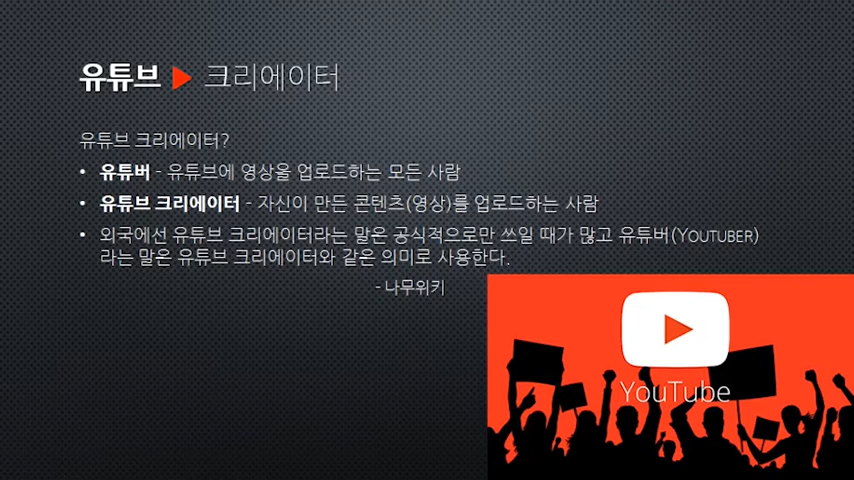 유튜브 ▶ 크리에이터
유튜브 크리에이터?
• 유튜버 - 유튜브에 영상을 업로드하는 모든 사람
• 유튜브 크리에이터 - 자신이 만든 콘텐츠(영상)를 업로드하는 사람
• 외국에선 유튜브 크리에이터라는 말은 공식적으로만 쓰일 때가 많고 유튜버(YOUTUBER)
라는 말은 유튜브 크리에이터와 같은 의미로 사용한다.
- 나무위키
YouTube